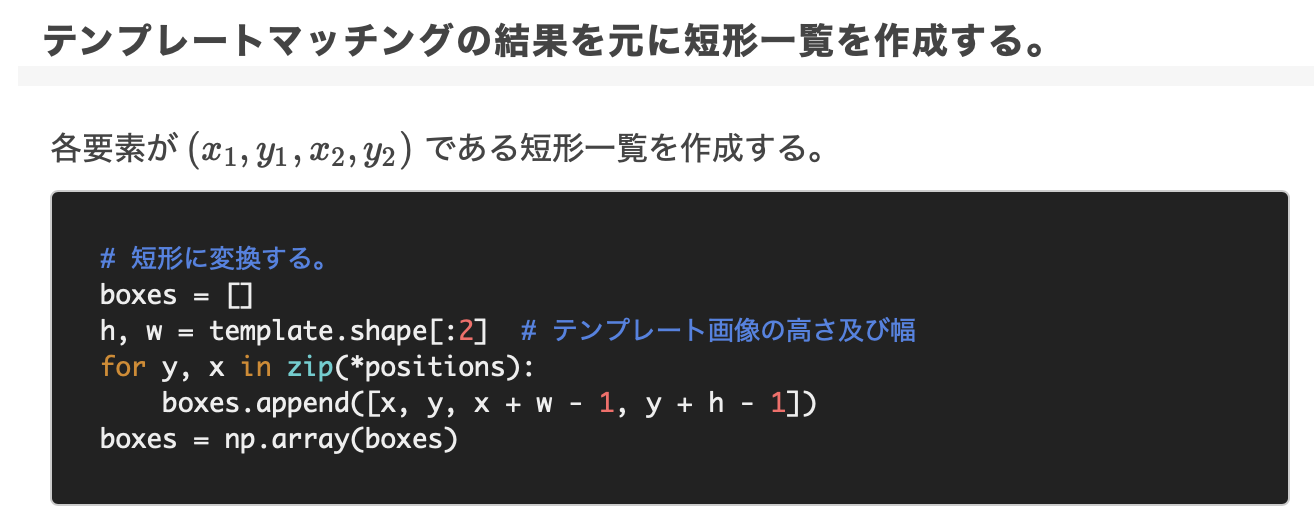 テンプレートマッチングの結果を元に短形一覧を作成する。
各要素が (x₁, y₁, x₂, y₂) である短形一覧を作成する。
# 短形に変換する。
boxes = []
h, w = template.shape[:2]  # テンプレート画像の高さ及び幅
for y, x in zip(*positions):
    boxes.append([x, y, x + w - 1, y + h - 1])
boxes = np.array(boxes)